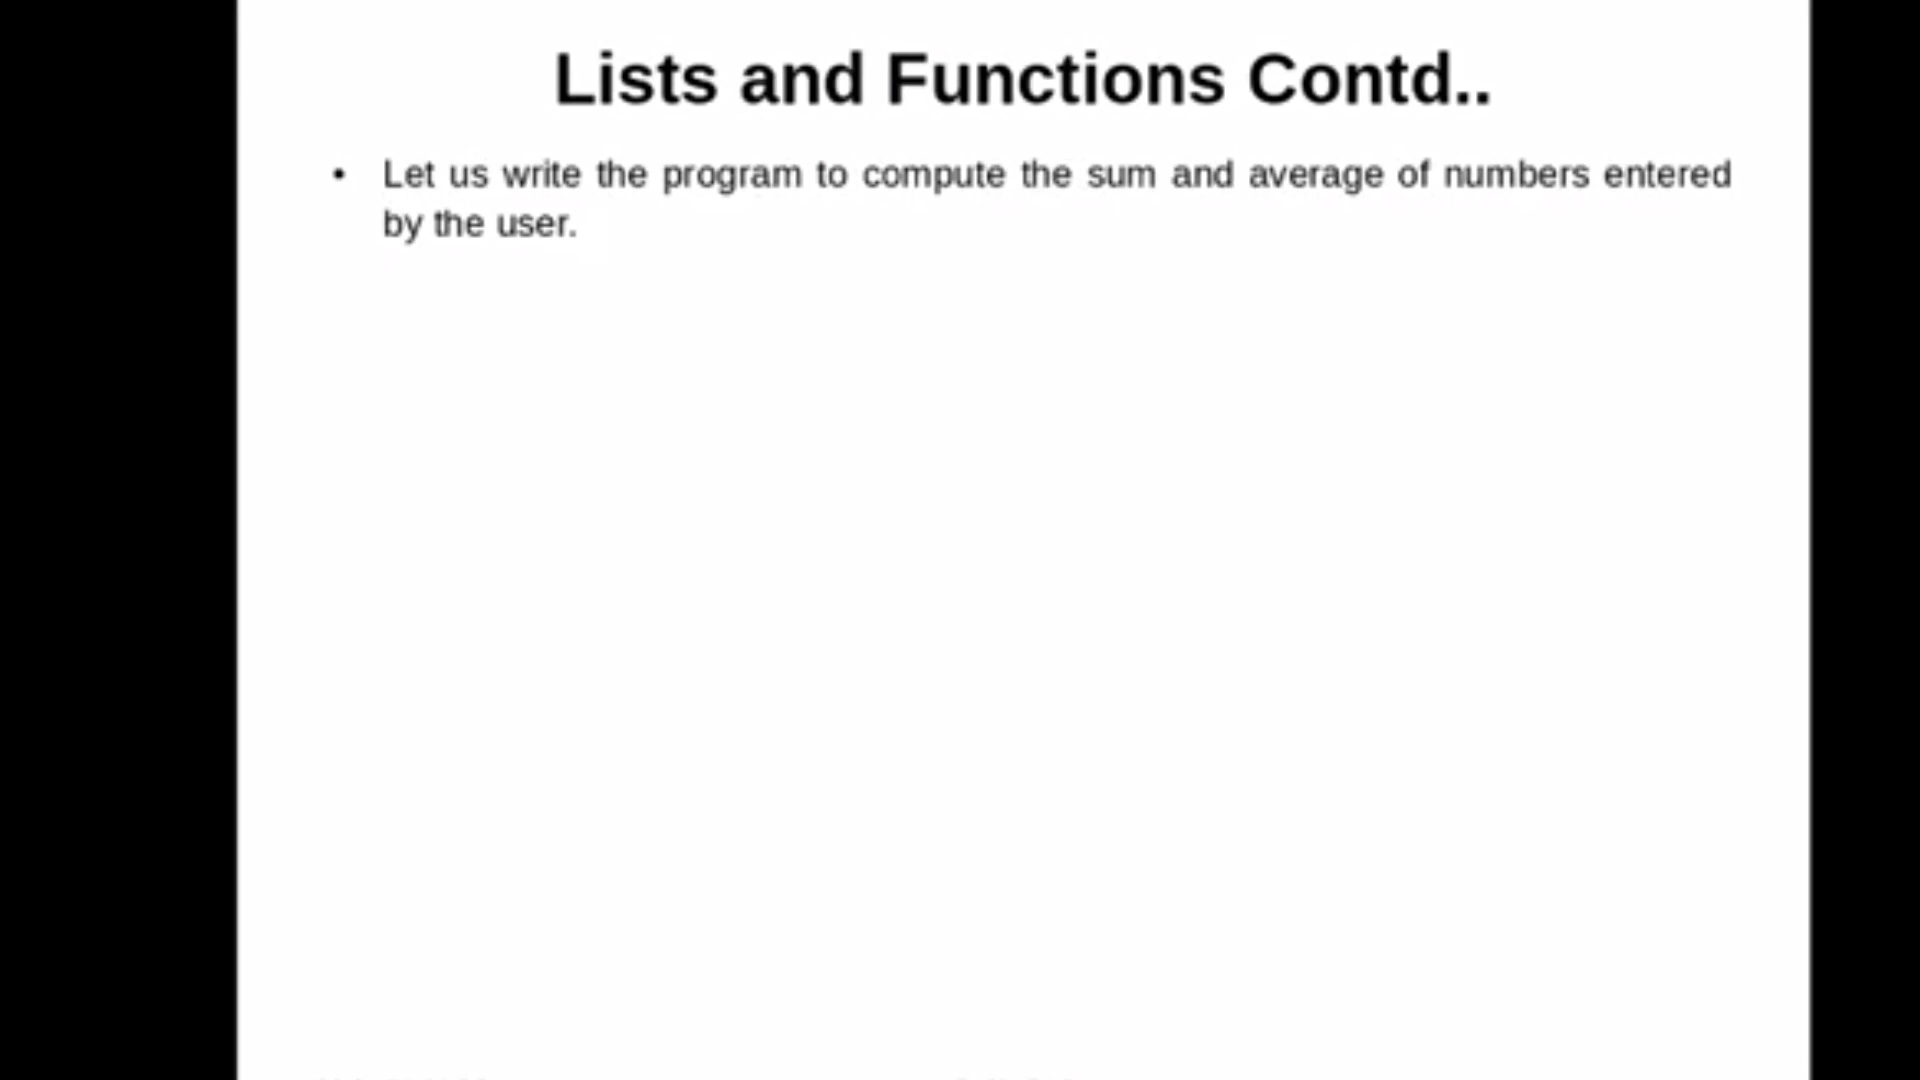 Lists and Functions Contd..
• Let us write the program to compute the sum and average of numbers entered
by the user.